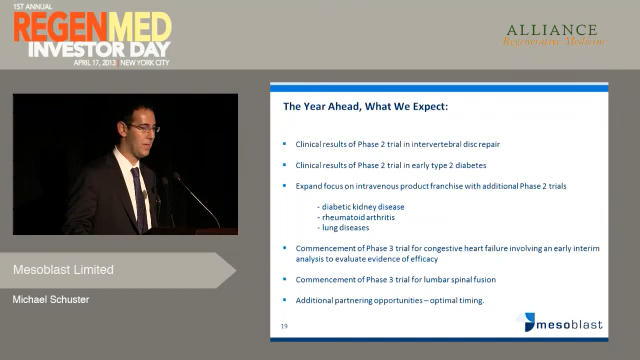 1ST ANNUAL
REGENMED
INVESTOR DAY
APRIL 17, 2013 | NEW YORK CITY
ALLIANCE
Regenerative Medicine
The Year Ahead, What We Expect:
Clinical results of Phase 2 trial in intervertebral disc repair
Clinical results of Phase 2 trial in early type 2 diabetes
Expand focus on intravenous product franchise with additional Phase 2 trials
- diabetic kidney disease
- rheumatoid arthritis
- lung diseases
Commencement of Phase 3 trial for congestive heart failure involving an early interim
analysis to evaluate evidence of efficacy
Commencement of Phase 3 trial for lumbar spinal fusion
Additional partnering opportunities – optimal timing.
19
mesoblast
Mesoblast Limited
Michael Schuster